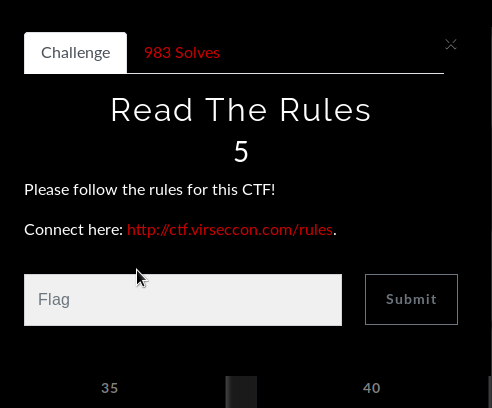 Challenge
983 Solves
Read The Rules
5
Please follow the rules for this CTF!
Connect here: http://ctf.virseccon.com/rules.
Flag
Submit
35
40